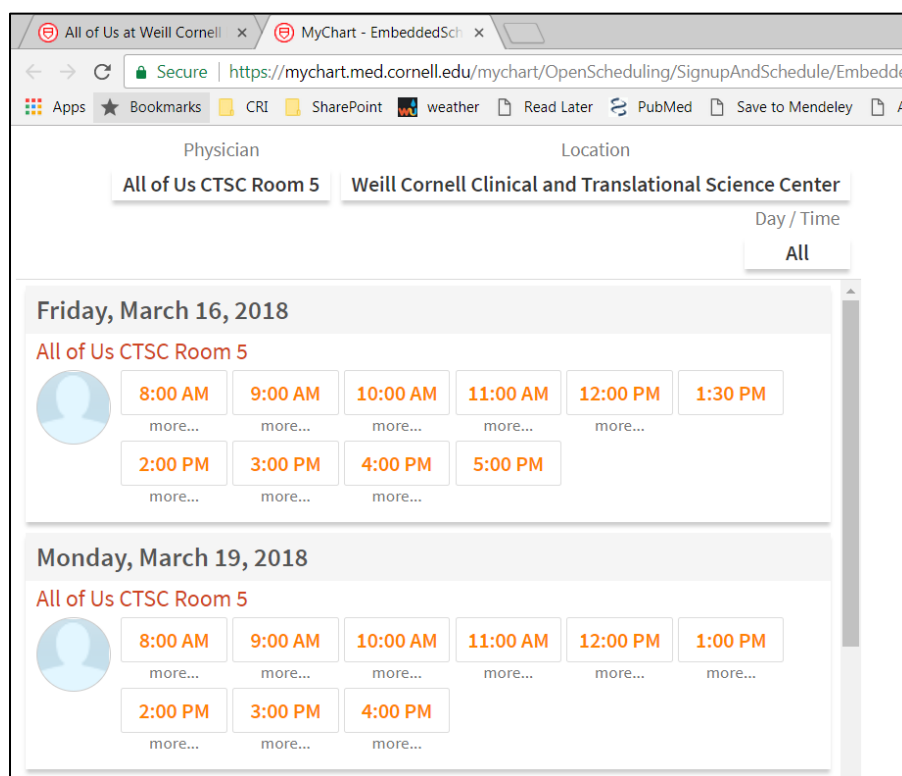 All of Us at Weill Cornell × MyChart - EmbeddedSch ×
Secure | https://mychart.med.cornell.edu/mychart/OpenScheduling/SignupAndSchedule/Embedde
Apps Bookmarks CRI SharePoint wu weather Read Later PubMed Save to Mendeley A
Physician Location
All of Us CTSC Room 5 Weill Cornell Clinical and Translational Science Center
Day / Time
All
Friday, March 16, 2018
All of Us CTSC Room 5
8:00 AM 9:00 AM 10:00 AM 11:00 AM 12:00 PM 1:30 PM
more... more... more... more... more...
2:00 PM 3:00 PM 4:00 PM 5:00 PM
more... more... more...
Monday, March 19, 2018
All of Us CTSC Room 5
8:00 AM 9:00 AM 10:00 AM 11:00 AM 12:00 PM 1:00 PM
more... more... more... more... more... more...
2:00 PM 3:00 PM 4:00 PM
more... more... more...